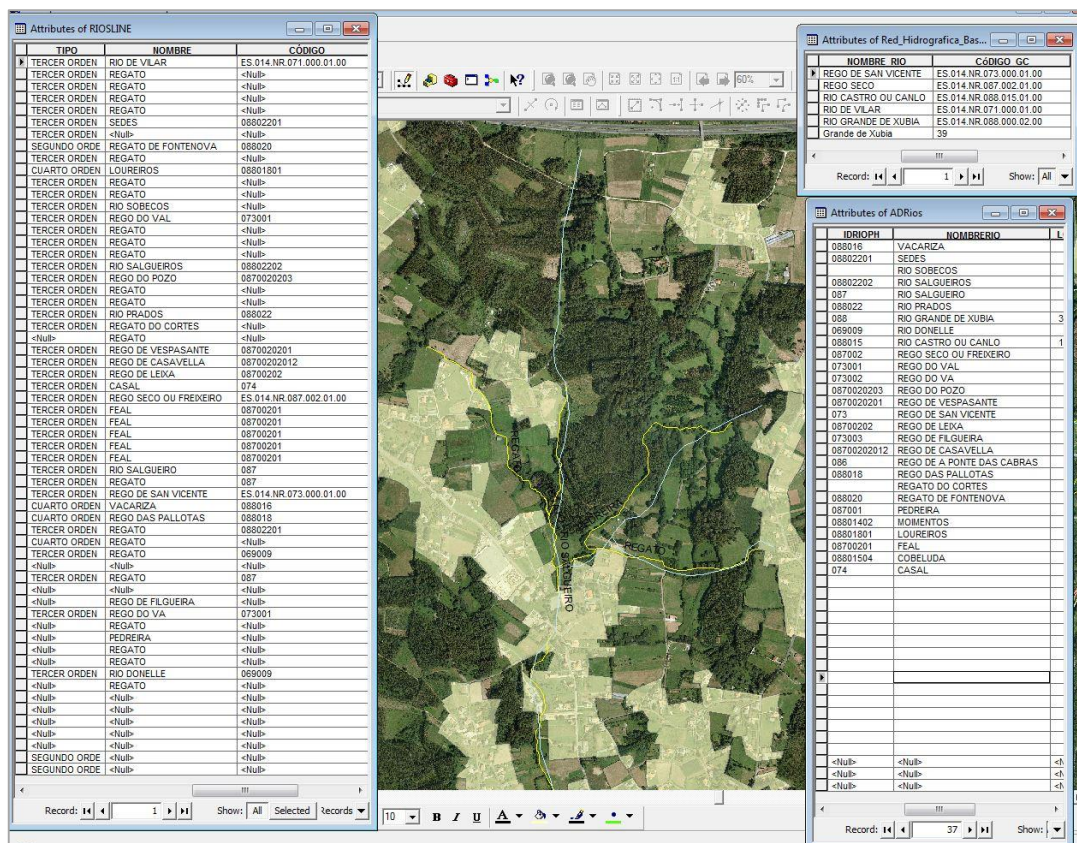 Attributes of RIOSLINE
TIPO NOMBRE CÓDIGO
TERCER ORDEN RIO DE VILAR ES.014.NR.071.000.01.00
TERCER ORDEN REGATO <Null>
TERCER ORDEN REGATO <Null>
TERCER ORDEN REGATO <Null>
TERCER ORDEN REGATO <Null>
TERCER ORDEN SEDES 08802201
TERCER ORDEN <Null> <Null>
SEGUNDO ORDE REGATO DE FONTENOVA 088020
TERCER ORDEN REGATO <Null>
CUARTO ORDEN LOUREIROS 08801801
TERCER ORDEN REGATO <Null>
TERCER ORDEN REGATO <Null>
TERCER ORDEN RIO SOBECOS <Null>
TERCER ORDEN REGO DO VAL 073001
TERCER ORDEN REGATO <Null>
TERCER ORDEN REGATO <Null>
TERCER ORDEN REGATO <Null>
TERCER ORDEN RIO SALGUEIROS 08802202
TERCER ORDEN REGO DO POZO 0870020203
TERCER ORDEN REGATO <Null>
TERCER ORDEN REGATO <Null>
TERCER ORDEN RIO PRADOS 088022
TERCER ORDEN REGATO DO CORTES <Null>
<Null> REGATO <Null>
TERCER ORDEN REGO DE VESPASANTE 0870020201
TERCER ORDEN REGO DE CASAVELLA 08700202012
TERCER ORDEN REGO DE LEIXA 08700202
TERCER ORDEN CASAL 074
TERCER ORDEN REGO SECO OU FREIXEIRO ES.014.NR.087.002.01.00
TERCER ORDEN FEAL 08700201
TERCER ORDEN FEAL 08700201
TERCER ORDEN FEAL 08700201
TERCER ORDEN FEAL 08700201
TERCER ORDEN FEAL 08700201
TERCER ORDEN RIO SALGUEIRO 087
TERCER ORDEN REGATO 087
TERCER ORDEN REGO DE SAN VICENTE ES.014.NR.073.000.01.00
CUARTO ORDEN VACARIZA 088016
CUARTO ORDEN REGO DAS PALLOTAS 088018
TERCER ORDEN REGATO 08802201
CUARTO ORDEN REGATO <Null>
TERCER ORDEN REGATO 069009
<Null> <Null> <Null>
TERCER ORDEN REGATO 087
<Null> <Null> <Null>
<Null> REGO DE FILGUEIRA <Null>
TERCER ORDEN REGO DO VA 073001
<Null> REGATO <Null>
<Null> PEDREIRA <Null>
<Null> REGATO <Null>
<Null> REGATO <Null>
TERCER ORDEN RIO DONELLE 069009
<Null> REGATO <Null>
<Null> <Null> <Null>
<Null> <Null> <Null>
<Null> <Null> <Null>
<Null> <Null> <Null>
<Null> <Null> <Null>
SEGUNDO ORDE <Null> <Null>
SEGUNDO ORDE <Null> <Null>
Record: 1 Show: All Selected Records
60%
REGATO
REGATO
RIO SALGUEIRO
10 B I U A
Attributes of Red_Hidrografica_Bas...
NOMBRE_RIO CóDIGO_GC
REGO DE SAN VICENTE ES.014.NR.073.000.01.00
REGO SECO ES.014.NR.087.002.01.00
RIO CASTRO OU CANLO ES.014.NR.088.015.01.00
RIO DE VILAR ES.014.NR.071.000.01.00
RIO GRANDE DE XUBIA ES.014.NR.088.000.02.00
Grande de Xubia 39
Record: 1 Show: All
Attributes of ADRios
IDRIOPH NOMBRERIO
088016 VACARIZA
08802201 SEDES
RIO SOBECOS
08802202 RIO SALGUEIROS
087 RIO SALGUEIRO
088022 RIO PRADOS
088 RIO GRANDE DE XUBIA 3
069009 RIO DONELLE
088015 RIO CASTRO OU CANLO 1
087002 REGO SECO OU FREIXEIRO
073001 REGO DO VAL
073002 REGO DO VA
0870020203 REGO DO POZO
0870020201 REGO DE VESPASANTE
073 REGO DE SAN VICENTE
08700202 REGO DE LEIXA
073003 REGO DE FILGUEIRA
08700202012 REGO DE CASAVELLA
086 REGO DE A PONTE DAS CABRAS
088018 REGO DAS PALLOTAS
REGATO DO CORTES
088020 REGATO DE FONTENOVA
087001 PEDREIRA
08801402 MOIMENTOS
08801801 LOUREIROS
08700201 FEAL
08801504 COBELUDA
074 CASAL
<Null> <Null> <N
<Null> <Null> <N
<Null> <Null> <N
Record: 37 Show: